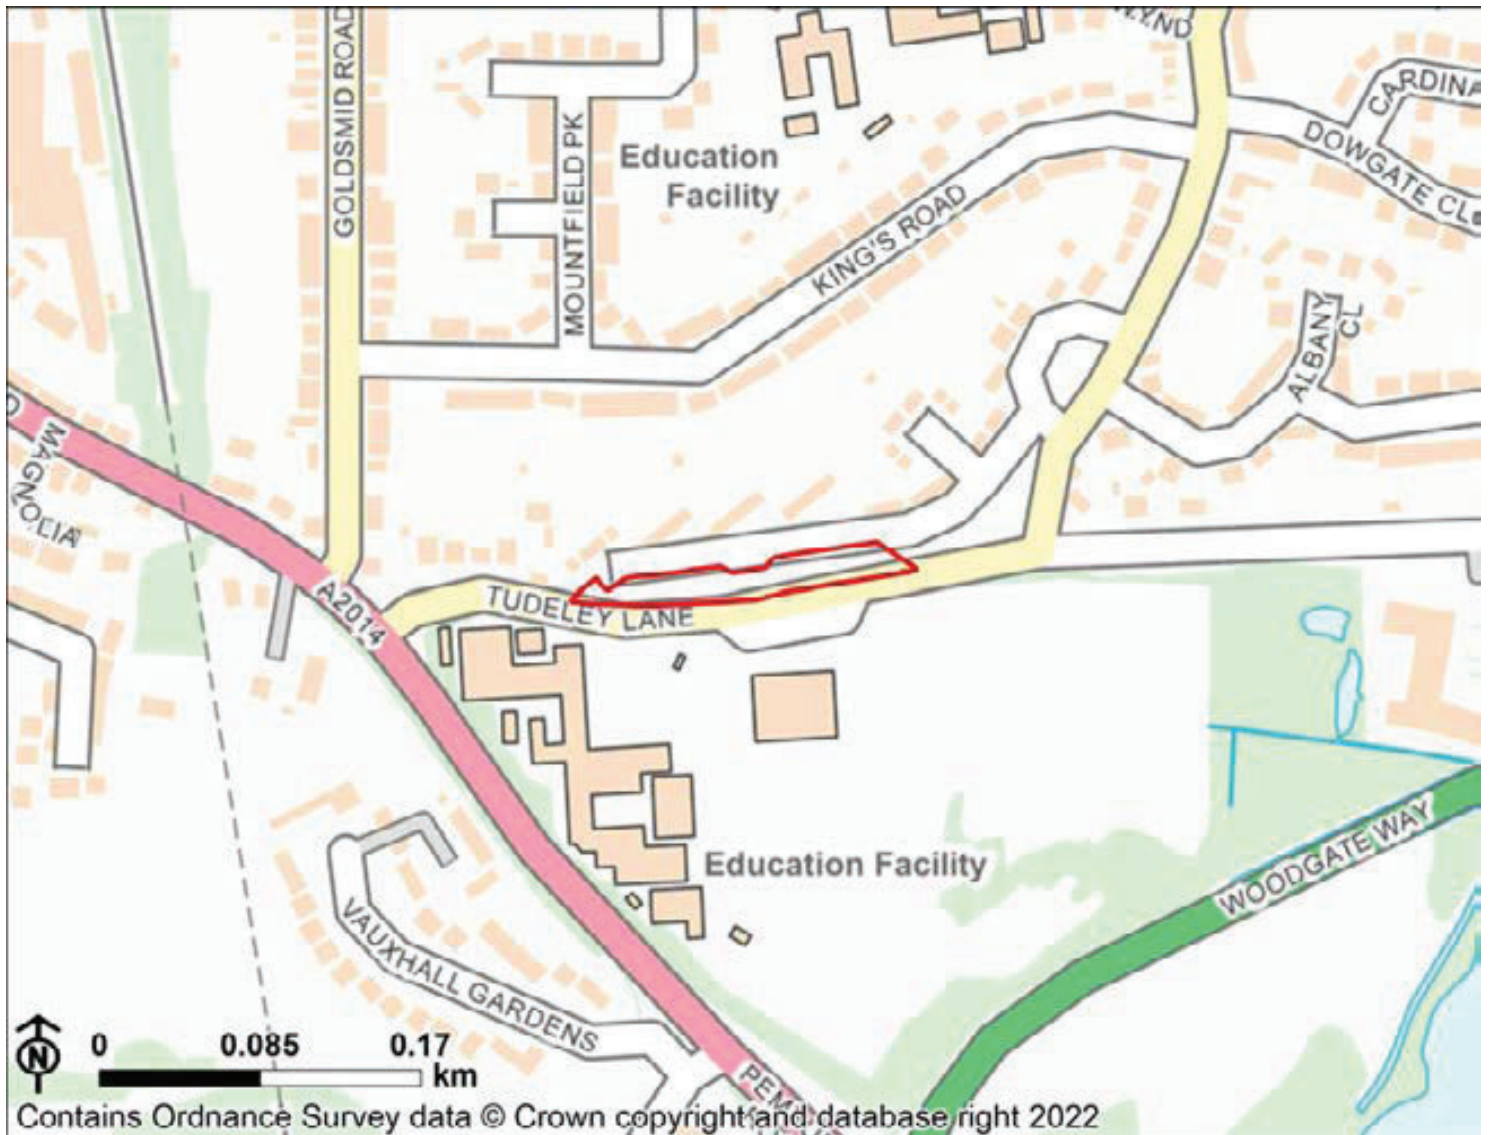 GOLDSMID ROAD
WYND
CARDINA
DOWGATE CL
MOUNTFIELD PK
Education
Facility
KING'S ROAD
ALBANY
CL
MAGNOLIA
A2014
TUDELEY LANE
Education Facility
WOODGATE WAY
VAUXHALL GARDENS
PEM
N
0 0.085 0.17
km
Contains Ordnance Survey data © Crown copyright and database right 2022